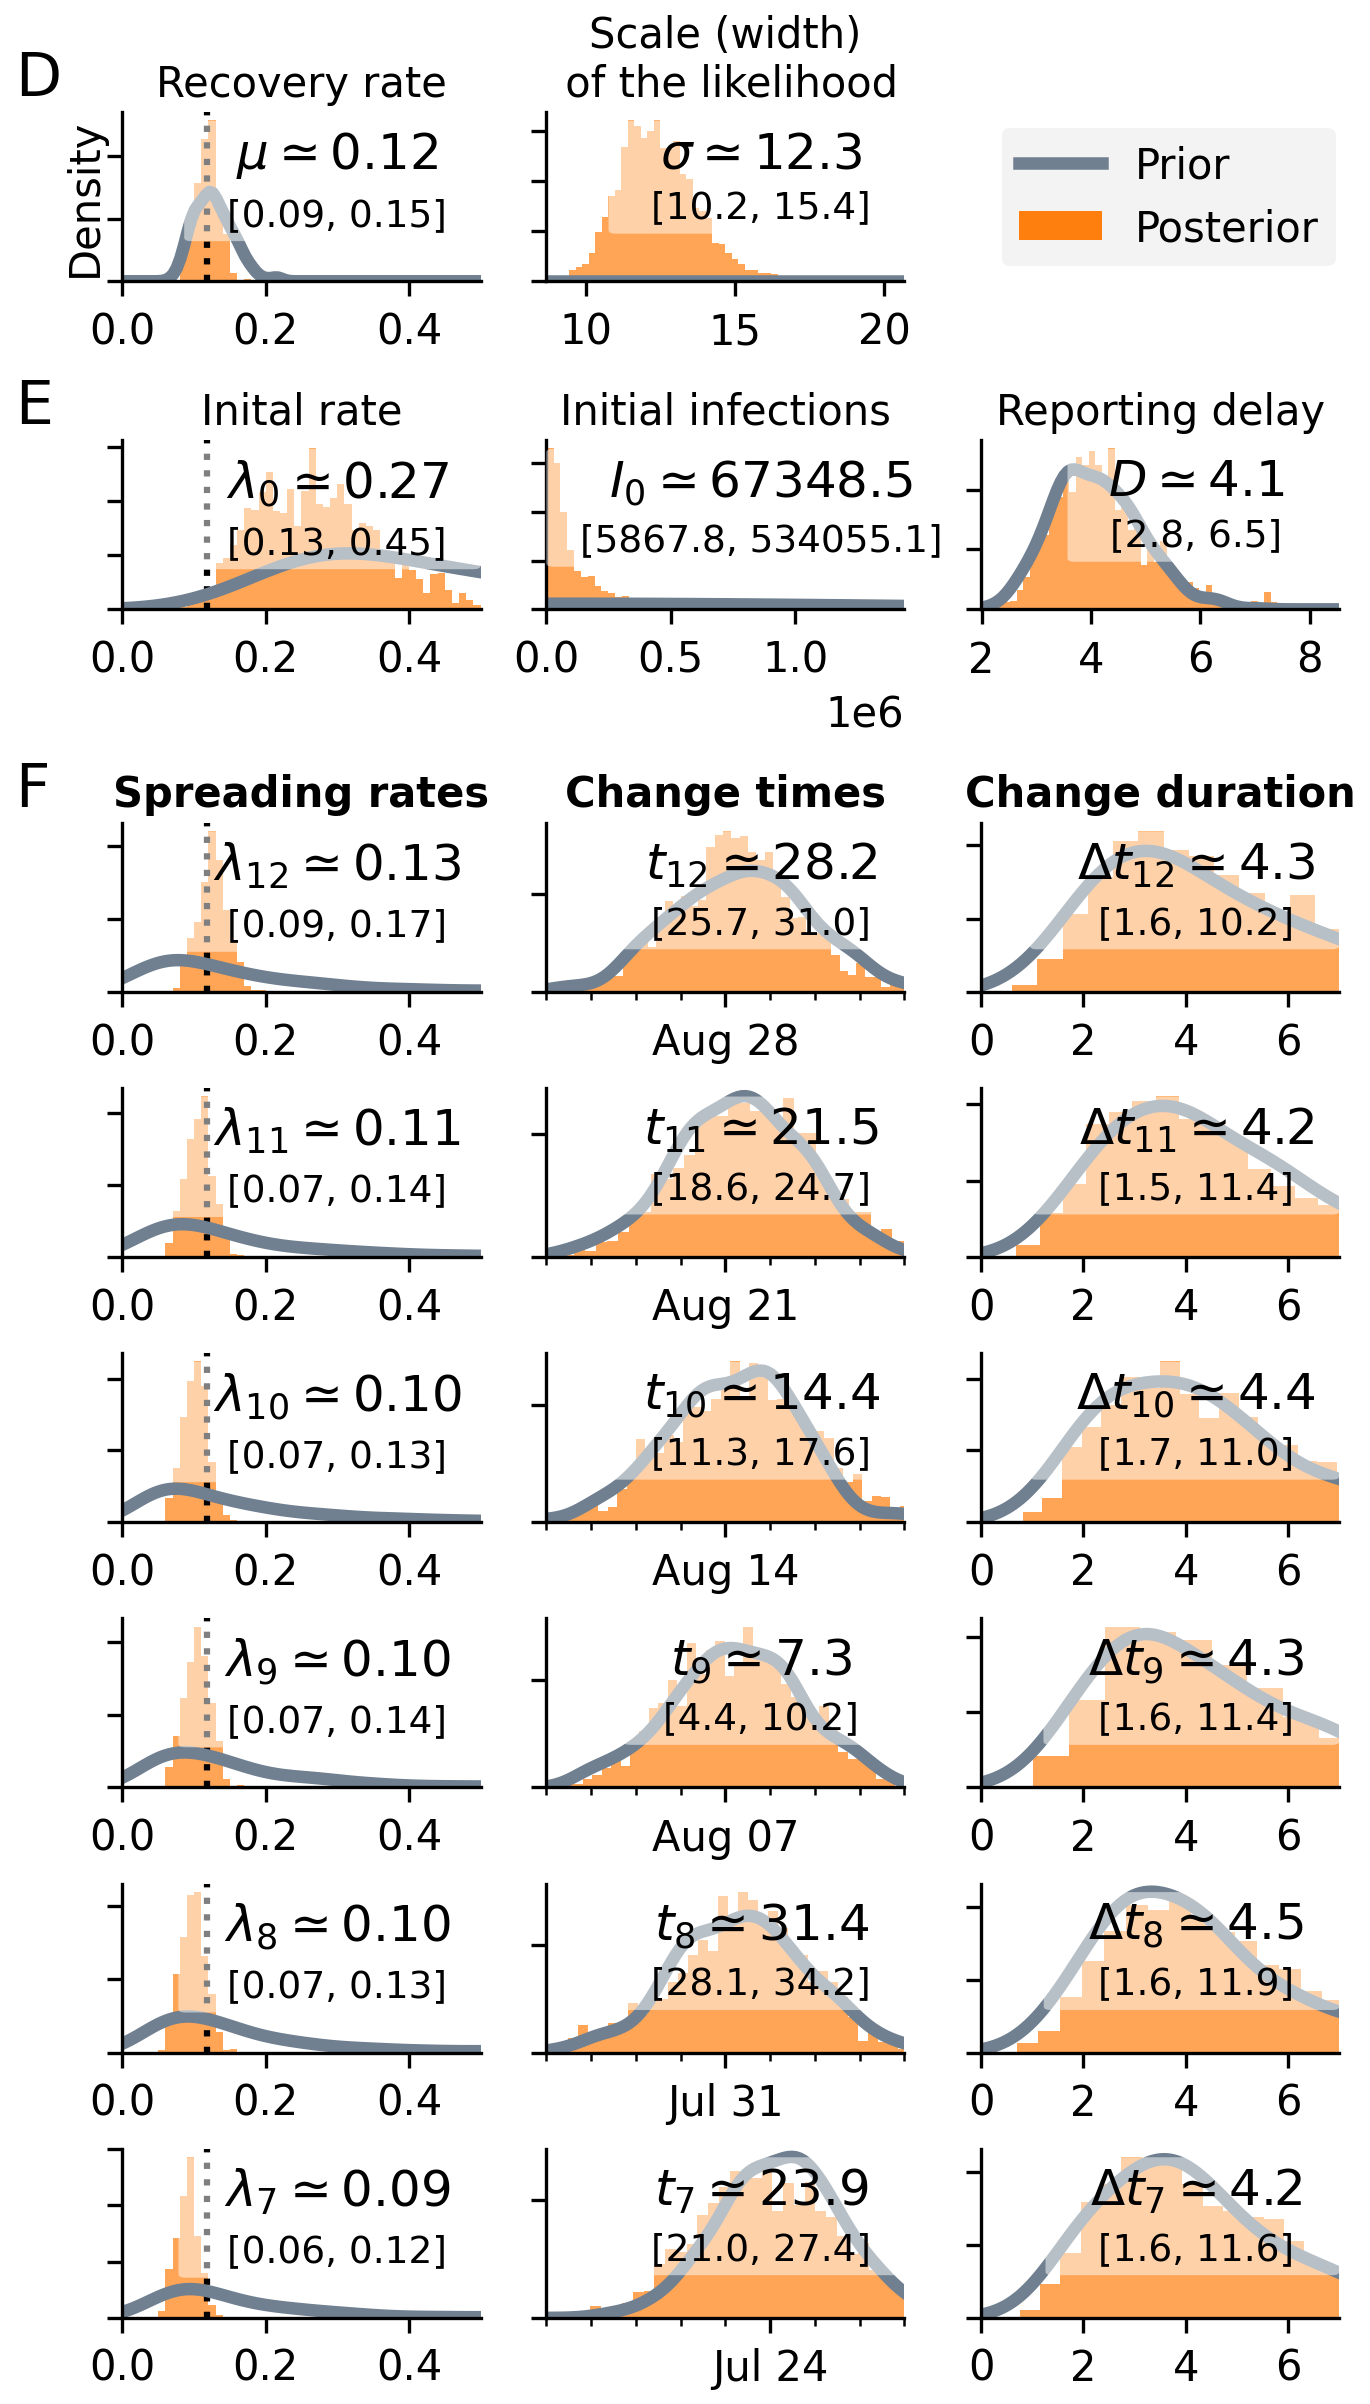 D
Recovery rate
Scale (width)
of the likelihood
Density
μ ≃ 0.12
[0.09, 0.15]
0.0 0.2 0.4
σ ≃ 12.3
[10.2, 15.4]
10 15 20
Prior
Posterior
E
Inital rate
λ0 ≃ 0.27
[0.13, 0.45]
0.0 0.2 0.4
Initial infections
I0 ≃ 67348.5
[5867.8, 534055.1]
0.0 0.5 1.0
1e6
Reporting delay
D ≃ 4.1
[2.8, 6.5]
2 4 6 8
F
Spreading rates
Change times
Change duration
λ12 ≃ 0.13
[0.09, 0.17]
0.0 0.2 0.4
t12 ≃ 28.2
[25.7, 31.0]
Aug 28
Δt12 ≃ 4.3
[1.6, 10.2]
0 2 4 6
λ11 ≃ 0.11
[0.07, 0.14]
0.0 0.2 0.4
t11 ≃ 21.5
[18.6, 24.7]
Aug 21
Δt11 ≃ 4.2
[1.5, 11.4]
0 2 4 6
λ10 ≃ 0.10
[0.07, 0.13]
0.0 0.2 0.4
t10 ≃ 14.4
[11.3, 17.6]
Aug 14
Δt10 ≃ 4.4
[1.7, 11.0]
0 2 4 6
λ9 ≃ 0.10
[0.07, 0.14]
0.0 0.2 0.4
t9 ≃ 7.3
[4.4, 10.2]
Aug 07
Δt9 ≃ 4.3
[1.6, 11.4]
0 2 4 6
λ8 ≃ 0.10
[0.07, 0.13]
0.0 0.2 0.4
t8 ≃ 31.4
[28.1, 34.2]
Jul 31
Δt8 ≃ 4.5
[1.6, 11.9]
0 2 4 6
λ7 ≃ 0.09
[0.06, 0.12]
0.0 0.2 0.4
t7 ≃ 23.9
[21.0, 27.4]
Jul 24
Δt7 ≃ 4.2
[1.6, 11.6]
0 2 4 6